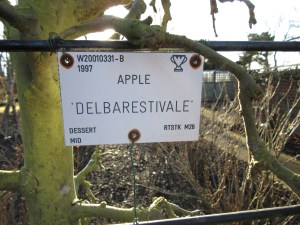 W20010331-B
1997
APPLE
'DELBARESTIVALE'
DESSERT RTSTK M26
MID